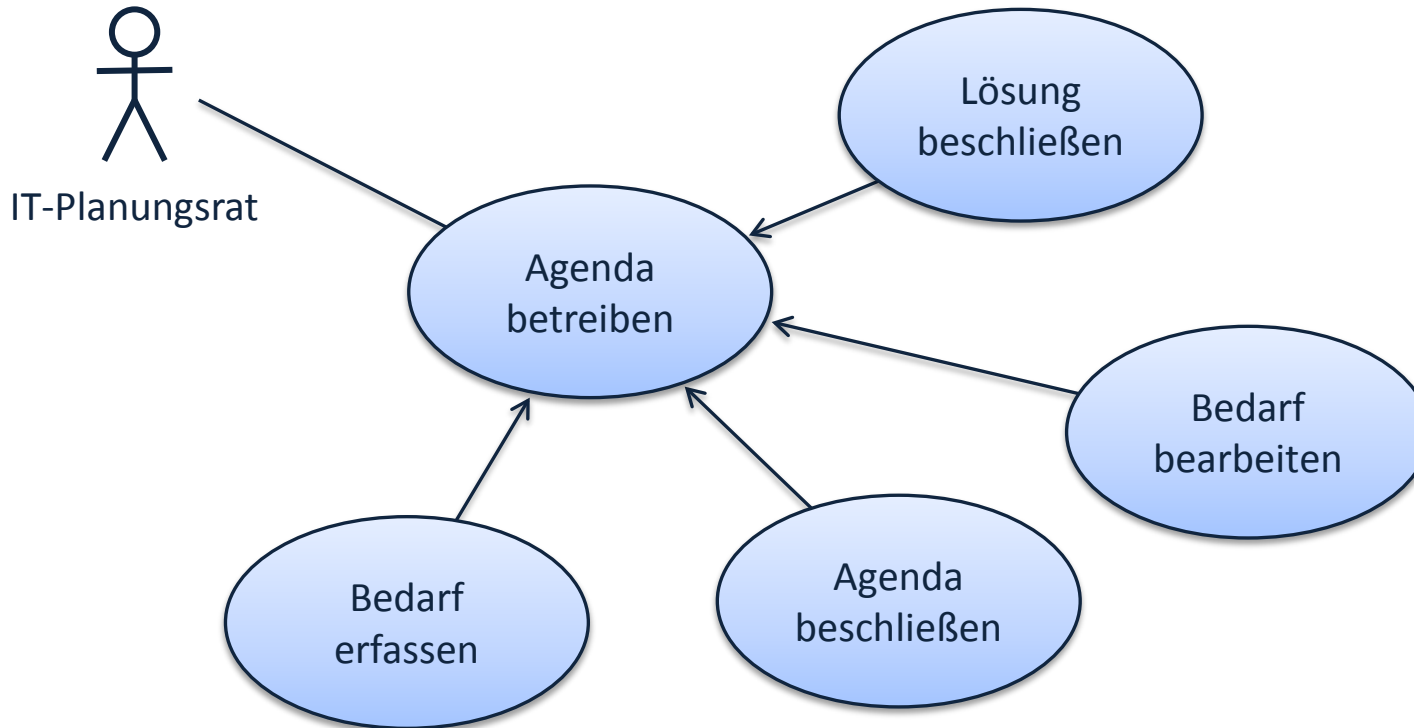 Lösung
beschließen
IT-Planungsrat
Agenda
betreiben
Bedarf
bearbeiten
Agenda
beschließen
Bedarf
erfassen